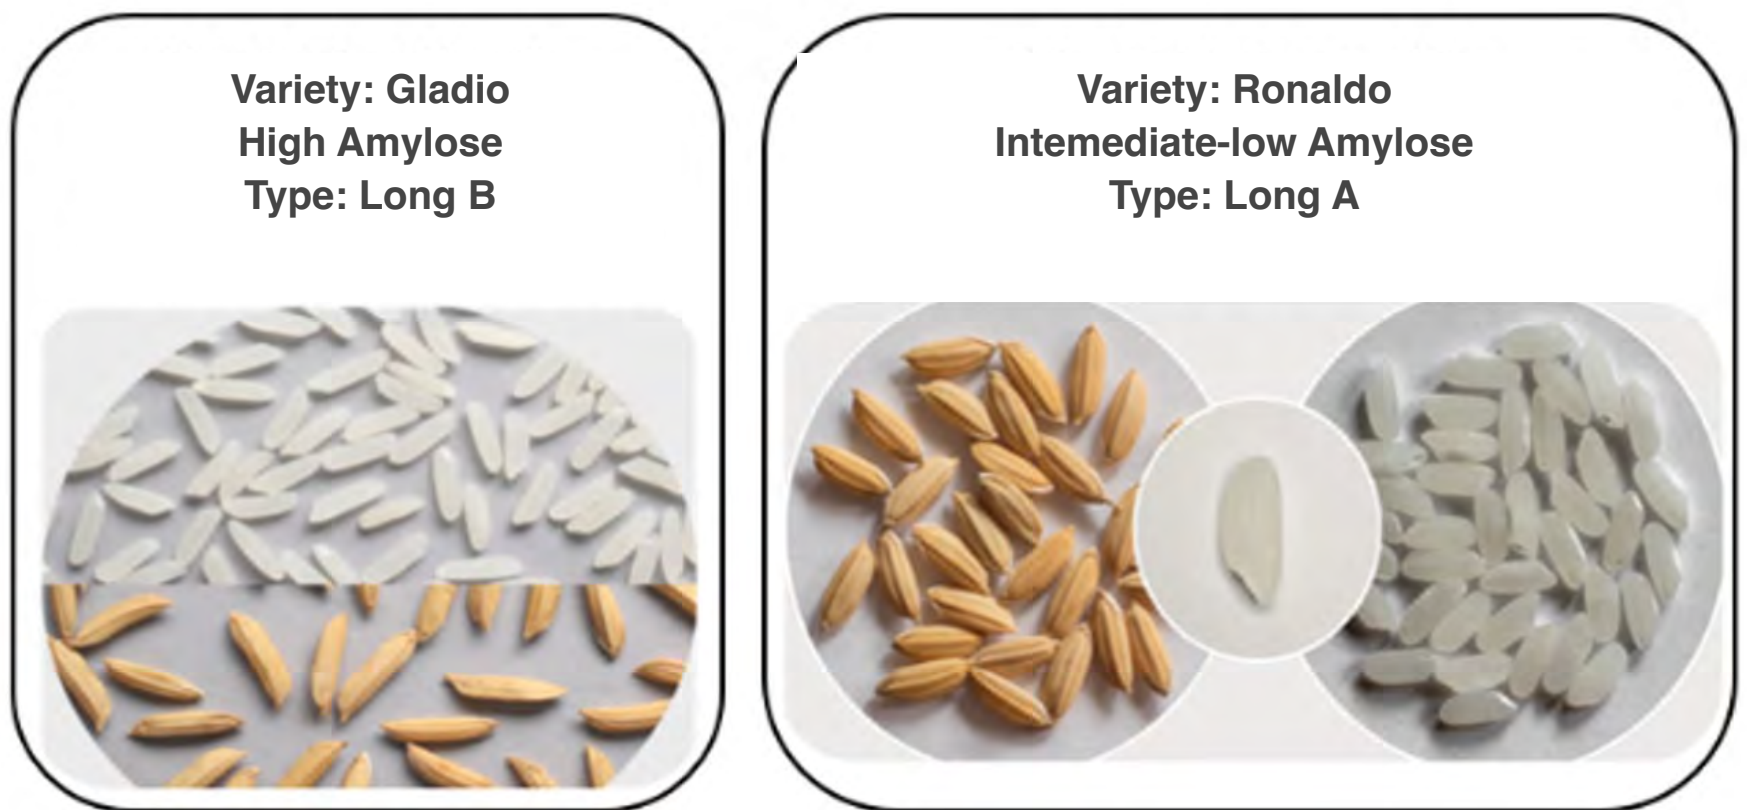 Variety: Gladio
High Amylose
Type: Long B
Variety: Ronaldo
Intemediate-low Amylose
Type: Long A